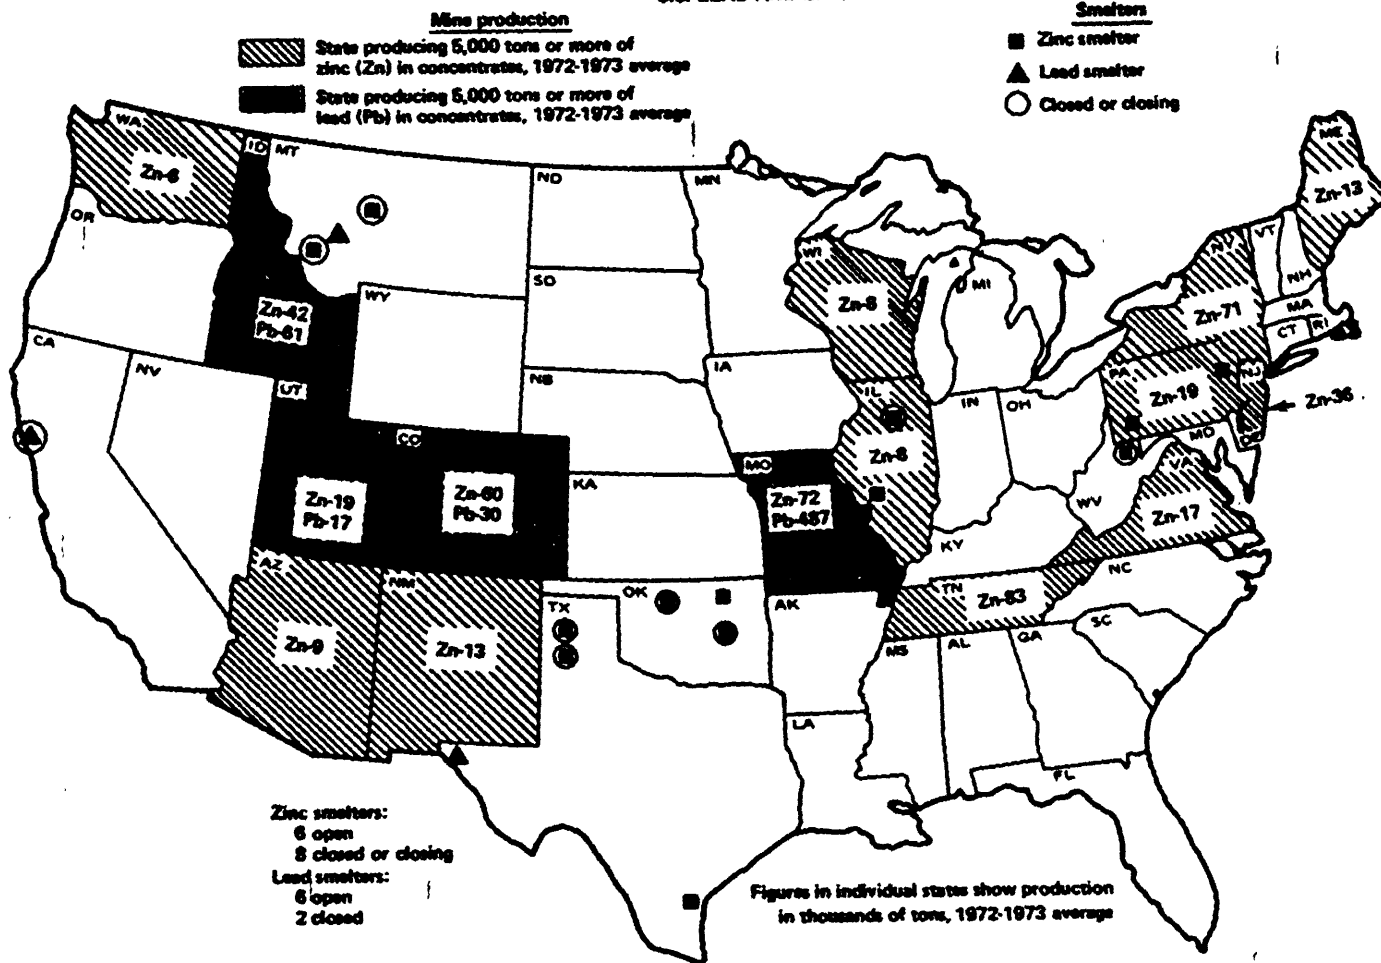 Mine production
State producing 5,000 tons or more of
zinc (Zn) in concentrates, 1972-1973 average
State producing 5,000 tons or more of
lead (Pb) in concentrates, 1972-1973 average
Smelters
Zinc smelter
Lead smelter
Closed or closing
WA
Zn-6
ID
MT
ND
MN
OR
Zn-42
Pb-61
WY
SO
WI
Zn-8
MI
ME
Zn-13
NY
VT
NH
Zn-71
MA
CT
RI
CA
NV
UT
NB
IA
IL
IN
OH
PA
Zn-19
NJ
Zn-36
MD
DE
CO
Zn-19
Pb-17
Zn-60
Pb-30
KA
MO
Zn-72
Pb-487
Zn-8
WV
VA
Zn-17
KY
AZ
Zn-9
NM
Zn-13
TX
OK
AK
TN
Zn-83
NC
SC
MS
AL
GA
LA
FL
Zinc smelters:
6 open
8 closed or closing
Lead smelters:
6 open
2 closed
Figures in individual states show production
in thousands of tons, 1972-1973 average